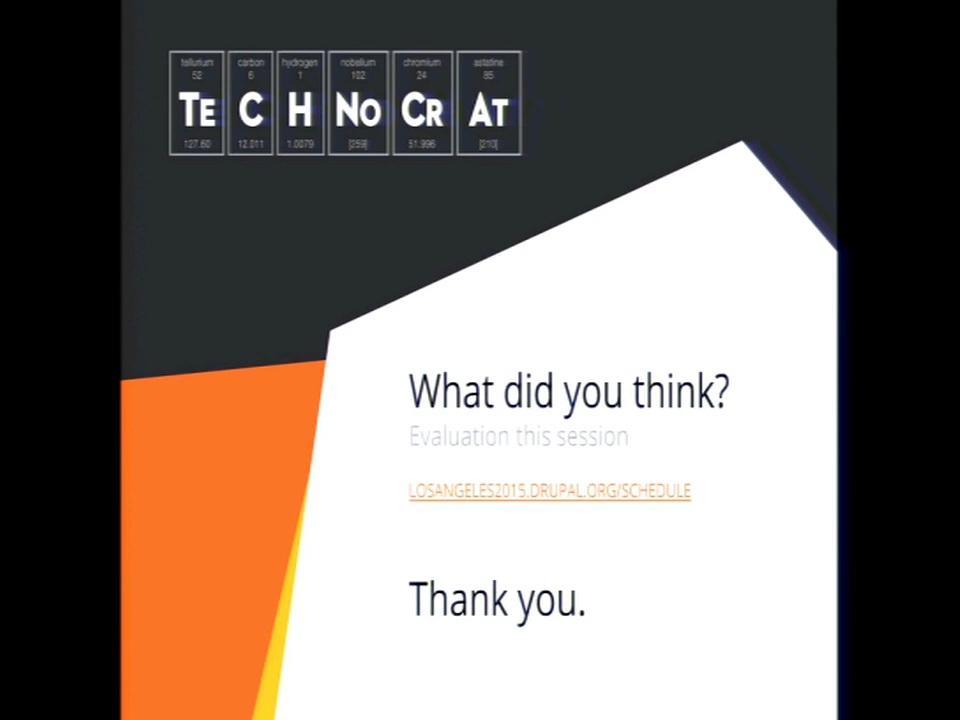 tellurium carbon hydrogen nobelium chromium astatine
52 6 1 102 24 85
TE C H NO CR AT
127.60 12.011 1.0079 [259] 51.996 [210]
What did you think?
Evaluation this session
LOSANGELES2015.DRUPAL.ORG/SCHEDULE
Thank you.